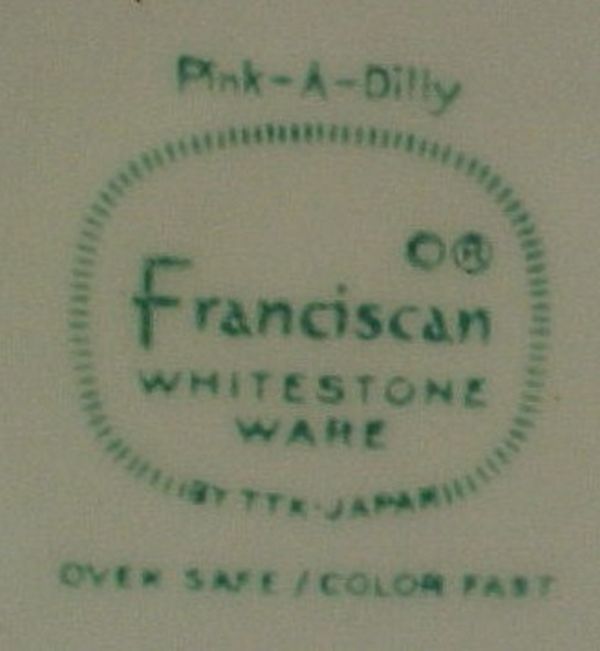 Pink-A-Dilly
©®
Franciscan
WHITESTONE
WARE
BY TTK-JAPAN
OVEN SAFE/COLOR FAST